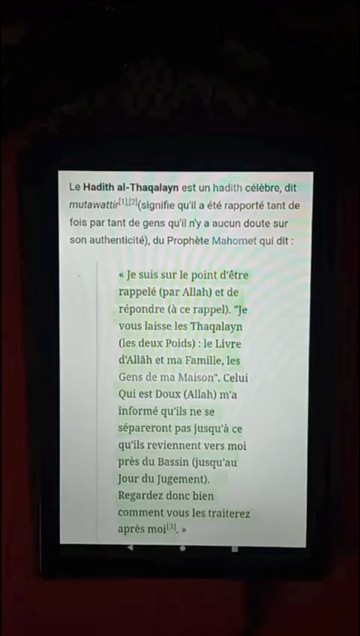 Le Hadith al-Thaqalayn est un hadith célèbre, dit
mutawattir[1],[2](signifie qu'il a été rapporté tant de
fois par tant de gens qu'il n'y a aucun doute sur
son authenticité), du Prophète Mahomet qui dit :
« Je suis sur le point d'être
rappelé (par Allah) et de
répondre (à ce rappel). "Je
vous laisse les Thaqalayn
(les deux Poids) : le Livre
d'Allāh et ma Famille, les
Gens de ma Maison". Celui
Qui est Doux (Allah) m'a
informé qu'ils ne se
sépareront pas jusqu'à ce
qu'ils reviennent vers moi
près du Bassin (jusqu'au
Jour du Jugement).
Regardez donc bien
comment vous les traiterez
après moi[3]. »